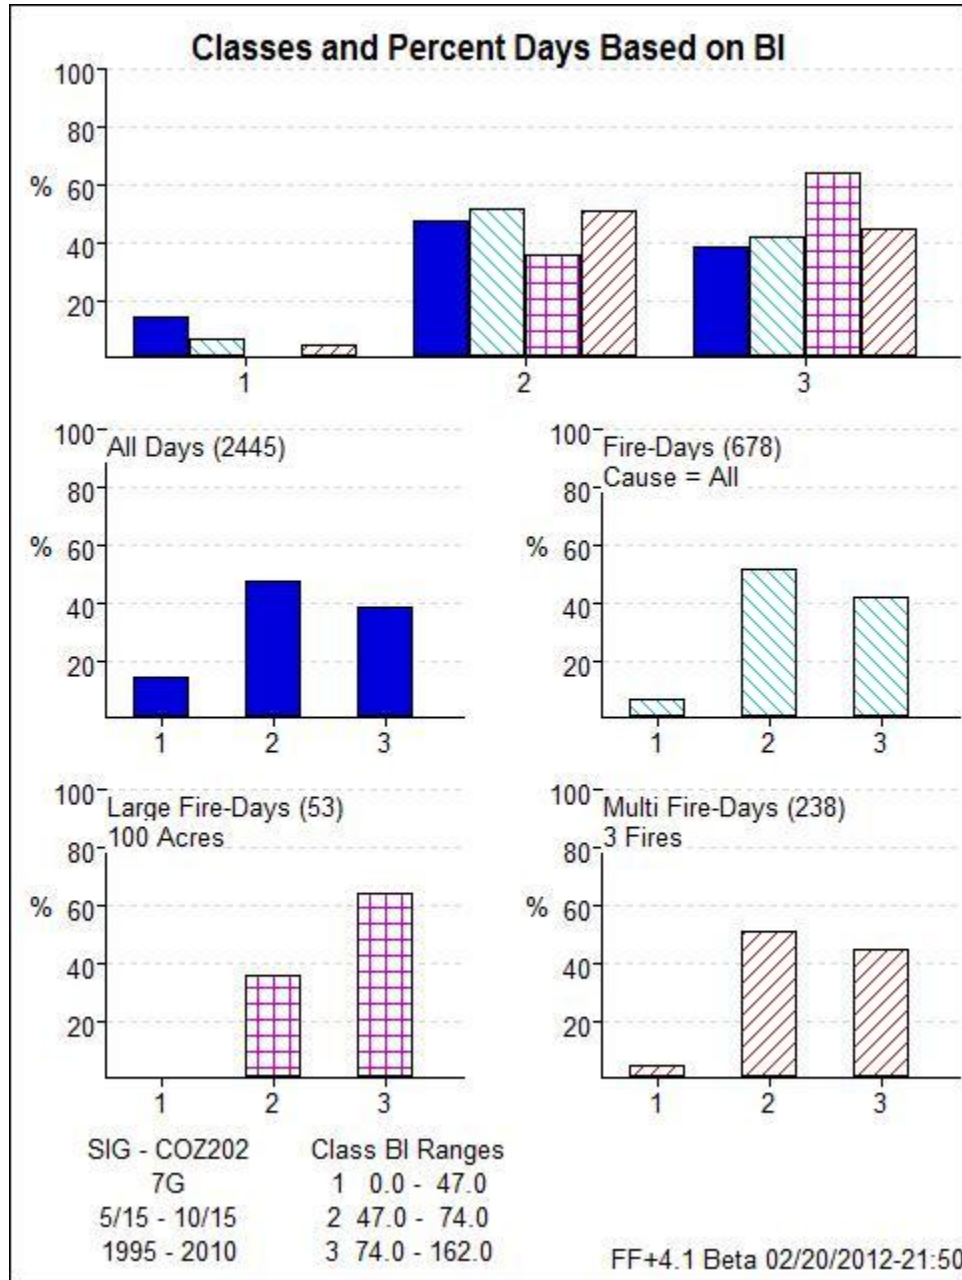 Classes and Percent Days Based on BI
100
80
% 60
40
20
1 2 3
100 All Days (2445)
80
% 60
40
20
1 2 3
100 Fire-Days (678)
Cause = All
80
% 60
40
20
1 2 3
100 Large Fire-Days (53)
100 Acres
80
% 60
40
20
1 2 3
100 Multi Fire-Days (238)
3 Fires
80
% 60
40
20
1 2 3
SIG - COZ202
7G
5/15 - 10/15
1995 - 2010
Class BI Ranges
1 0.0 - 47.0
2 47.0 - 74.0
3 74.0 - 162.0
FF+4.1 Beta 02/20/2012-21:50